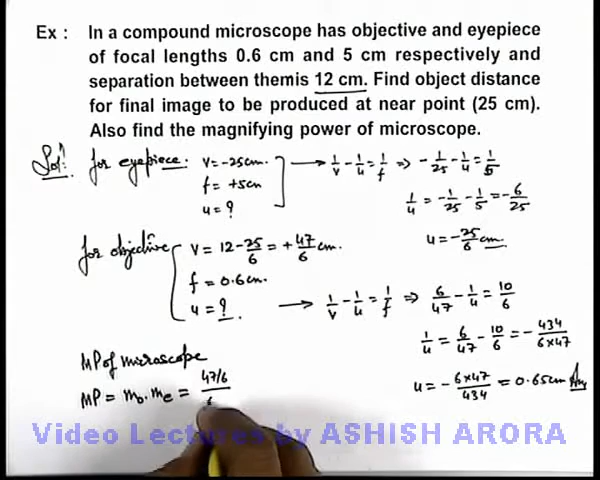 Ex : In a compound microscope has objective and eyepiece
of focal lengths 0.6 cm and 5 cm respectively and
separation between themis 12 cm. Find object distance
for final image to be produced at near point (25 cm).
Also find the magnifying power of microscope.
Sol: for eyepiece: v = -25cm. → 1/v - 1/u = 1/f ⇒ -1/25 - 1/u = 1/5
f = +5cm
u = ?
1/u = -1/25 - 1/5 = -6/25
u = -25/6 cm.
for objective v = 12 - 25/6 = +47/6 cm.
f = 0.6cm.
u = ? → 1/v - 1/u = 1/f ⇒ 6/47 - 1/u = 10/6
1/u = 6/47 - 10/6 = -434/6×47
u = -6×47/434 = 0.65cm Ans
MP of microscope
MP = mo. me = 47/6
Video Lectures by ASHISH ARORA